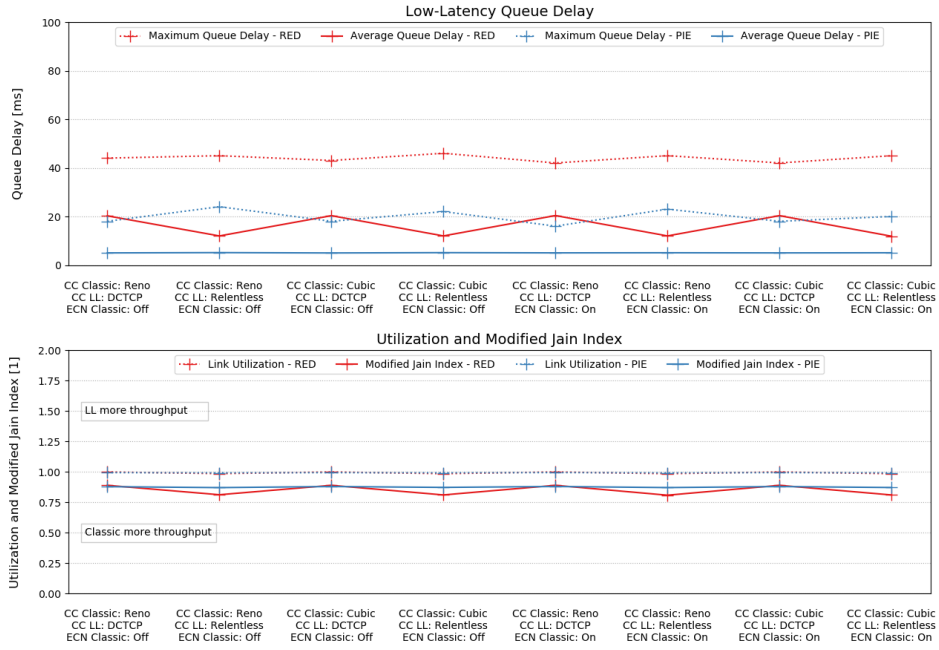 Low-Latency Queue Delay
Maximum Queue Delay - RED
Average Queue Delay - RED
Maximum Queue Delay - PIE
Average Queue Delay - PIE
Queue Delay [ms]
100
80
60
40
20
0
CC Classic: Reno
CC LL: DCTCP
ECN Classic: Off
CC Classic: Reno
CC LL: Relentless
ECN Classic: Off
CC Classic: Cubic
CC LL: DCTCP
ECN Classic: Off
CC Classic: Cubic
CC LL: Relentless
ECN Classic: Off
CC Classic: Reno
CC LL: DCTCP
ECN Classic: On
CC Classic: Reno
CC LL: Relentless
ECN Classic: On
CC Classic: Cubic
CC LL: DCTCP
ECN Classic: On
CC Classic: Cubic
CC LL: Relentless
ECN Classic: On
Utilization and Modified Jain Index
Link Utilization - RED
Modified Jain Index - RED
Link Utilization - PIE
Modified Jain Index - PIE
Utilization and Modified Jain Index [1]
2.00
1.75
1.50
1.25
1.00
0.75
0.50
0.25
0.00
LL more throughput
Classic more throughput
CC Classic: Reno
CC LL: DCTCP
ECN Classic: Off
CC Classic: Reno
CC LL: Relentless
ECN Classic: Off
CC Classic: Cubic
CC LL: DCTCP
ECN Classic: Off
CC Classic: Cubic
CC LL: Relentless
ECN Classic: Off
CC Classic: Reno
CC LL: DCTCP
ECN Classic: On
CC Classic: Reno
CC LL: Relentless
ECN Classic: On
CC Classic: Cubic
CC LL: DCTCP
ECN Classic: On
CC Classic: Cubic
CC LL: Relentless
ECN Classic: On